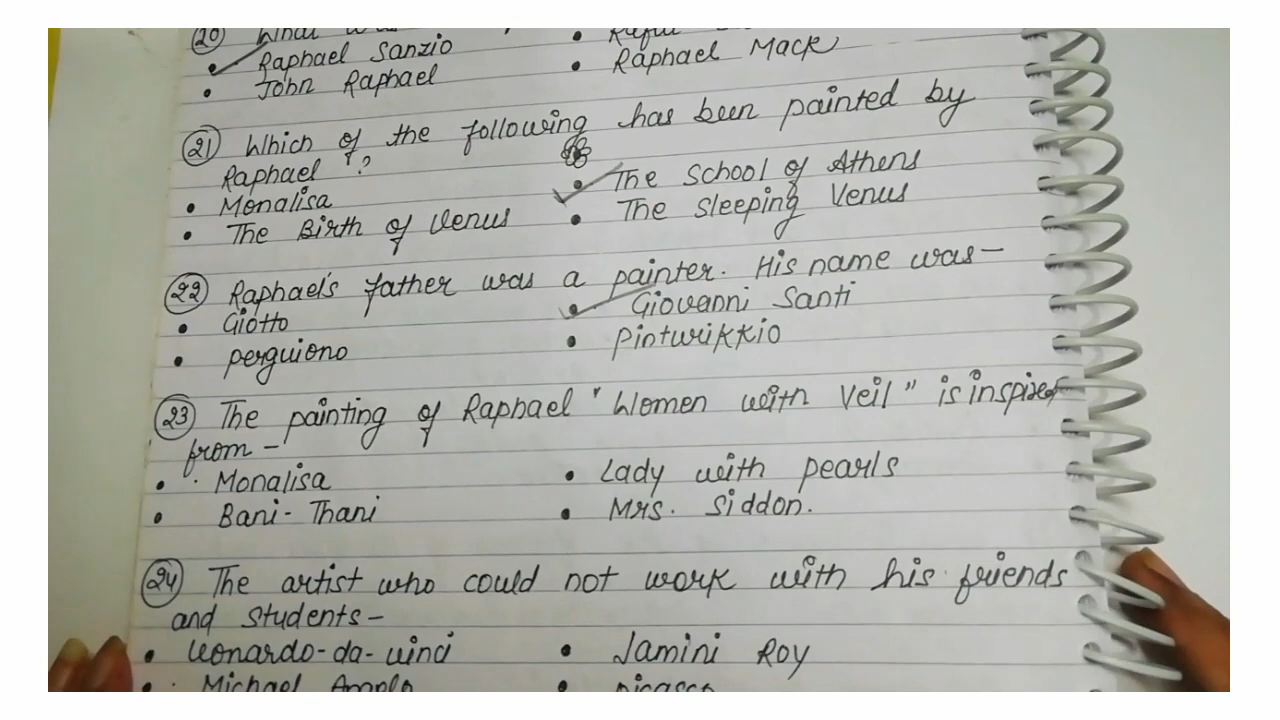 20
Raphael Sanzio
John Raphael
Raphael Mack
21 Which of the following has been painted by
Raphael ?
Monalisa
The School of Athens
The Birth of Venus
The Sleeping Venus
22 Raphael's father was a painter. His name was-
Giotto
Giovanni Santi
Perguiono
Pinturikkio
23 The painting of Raphael "Women with Veil" is inspired
from -
Monalisa
Lady with pearls
Bani-Thani
Mrs. Siddon.
24 The artist who could not work with his friends
and students-
Leonardo-da-vinci
Jamini Roy
Michael